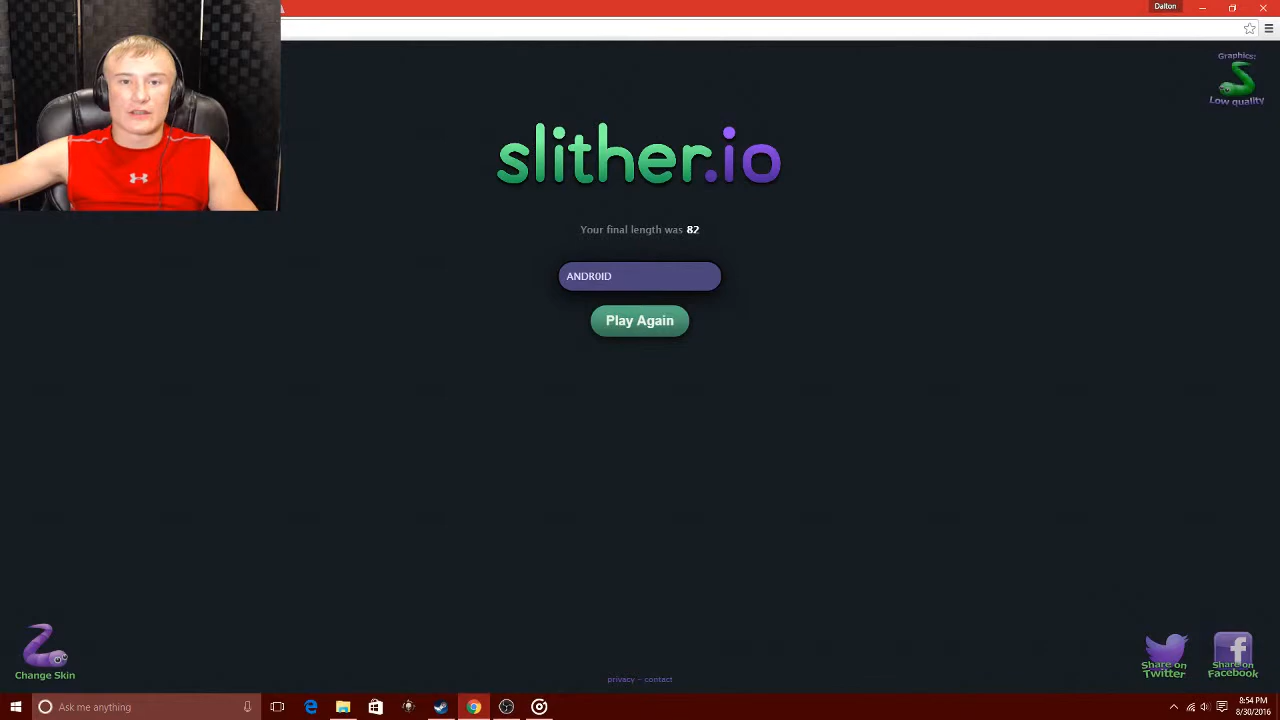 Dalton
Graphics:
Low quality
slither.io
Your final length was 82
ANDR0ID
Play Again
Change Skin
Share on
Twitter
Share on
Facebook
privacy - contact
Ask me anything
8:54 PM
8/30/2016